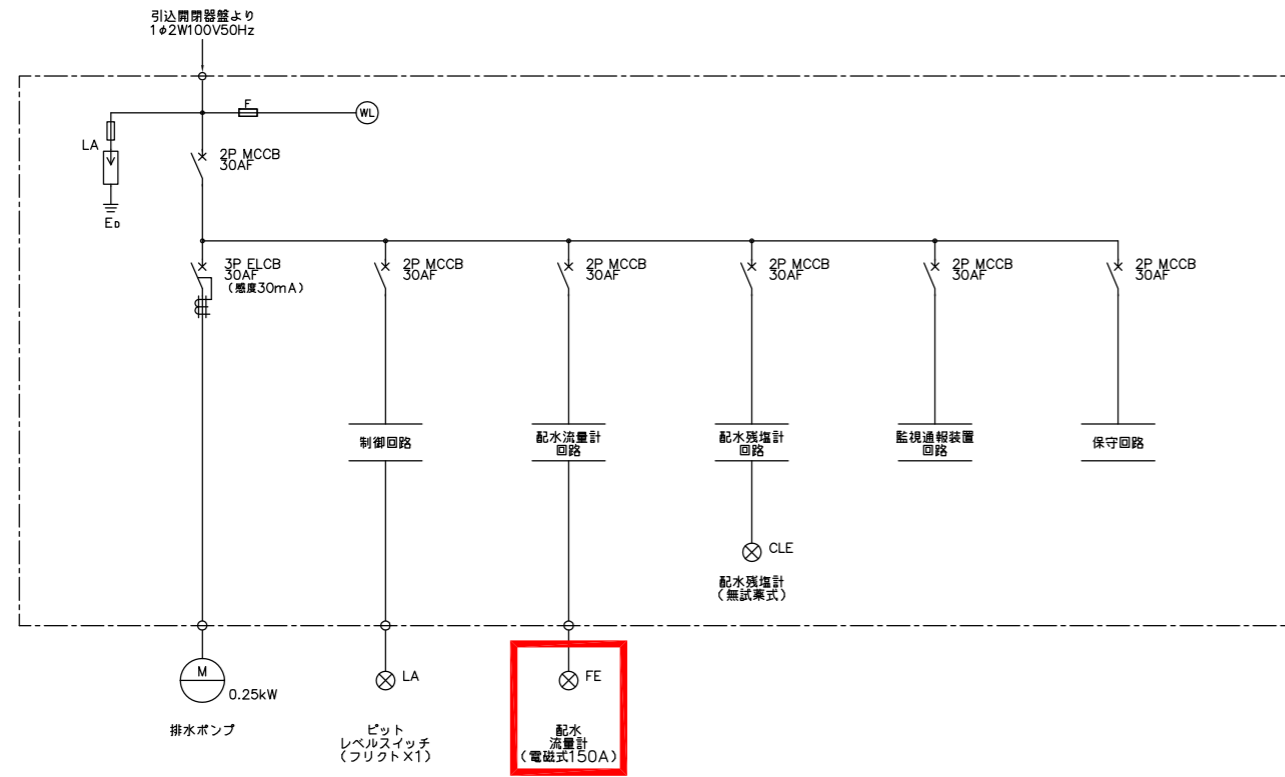 引込開閉器盤より
1φ2W100V50Hz
F
WL
LA
2P MCCB
30AF
ED
3P ELCB
30AF
(感度30mA)
2P MCCB
30AF
2P MCCB
30AF
2P MCCB
30AF
2P MCCB
30AF
2P MCCB
30AF
制御回路
配水流量計
回路
配水残塩計
回路
監視通報装置
回路
保守回路
CLE
配水残塩計
(無試薬式)
M
0.25kW
排水ポンプ
LA
ピット
レベルスイッチ
(フリクト×1)
FE
配水
流量計
(電磁式150A)